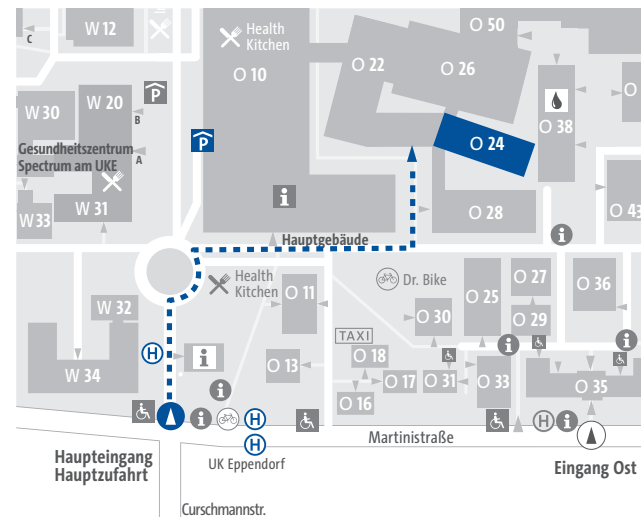 C
W 12
Health
Kitchen
O 10
O 22
O 50
O 26
W 30
W 20
P
B
A
P
O 24
O 38
O
Gesundheitszentrum
Spectrum am UKE
W 31
W 33
i
O 28
O 43
Hauptgebäude
i
Health
Kitchen
O 11
Dr. Bike
O 25
O 27
O 36
W 32
O 30
O 29
TAXI
H
i
O 18
i
i
W 34
O 13
O 17
O 31
O 33
O 35
O 16
i
i
H
H
H
i
Martinistraße
Haupteingang
Hauptzufahrt
UK Eppendorf
Eingang Ost
Curschmannstr.